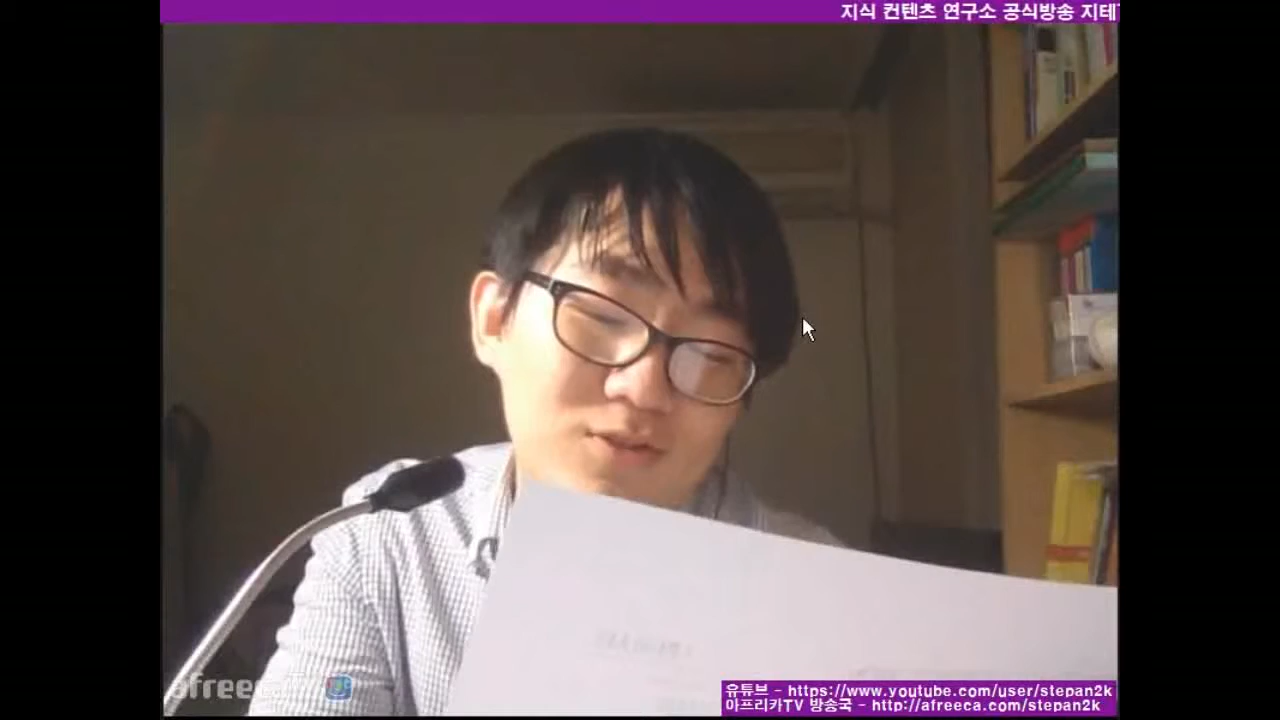 지식 컨텐츠 연구소 공식방송 지테
afreeca
유튜브 - https://www.youtube.com/user/stepan2k
아프리카TV 방송국 - http://afreeca.com/stepan2k